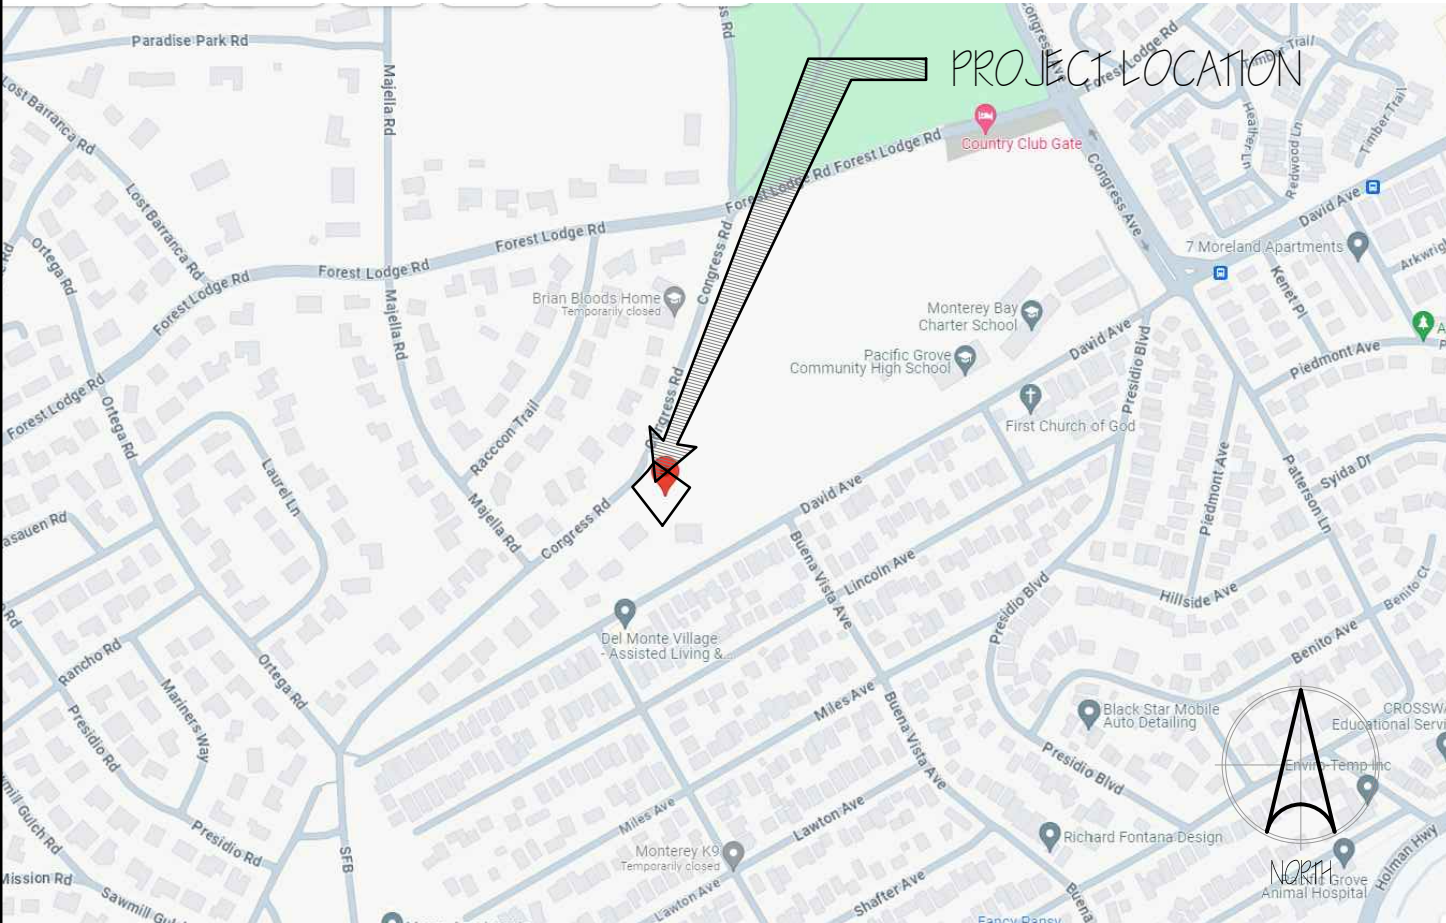 Paradise Park Rd
Lost Barranca Rd
Majella Rd
PROJECT LOCATION
Forest Lodge Rd
Timber Trail
Timber Trail
Heather Ln
Redwood Ln
Country Club Gate
Congress Ave
Forest Lodge Rd Forest Lodge Rd
Congress Ave
David Ave
Lost Barranca Rd
Ortega Rd
Forest Lodge Rd
Forest Lodge Rd
Forest Lodge Rd
7 Moreland Apartments
Kenet Pl
Congress Rd
Brian Bloods Home
Temporarily closed
Monterey Bay
Charter School
Pacific Grove
Community High School
David Ave
Presidio Blvd
Piedmont Ave
Majella Rd
Forest Lodge Rd
Ortega Rd
Congress Rd
Raccoon Trail
First Church of God
Laurel Ln
Piedmont Ave
Patterson Ln
Sylvida Dr
David Ave
Majella Rd
Congress Rd
Buena Vista Ave
Lincoln Ave
Presidio Blvd
Hillside Ave
Benito Ct
Benito Ave
Del Monte Village
- Assisted Living &...
Rancho Rd
Ortega Rd
Mariners Way
Presidio Rd
Miles Ave
Buena Vista Ave
Black Star Mobile
Auto Detailing
Presidio Blvd
Educational Servi
Enviro-Temp Inc
Miles Ave
Lawton Ave
Richard Fontana Design
Monterey K9
Temporarily closed
Presidio Rd
SFB
Lawton Ave
Shafter Ave
Mission Rd
Holman Hwy
NORTH
Pacific Grove
Animal Hospital
Fancy Pansy